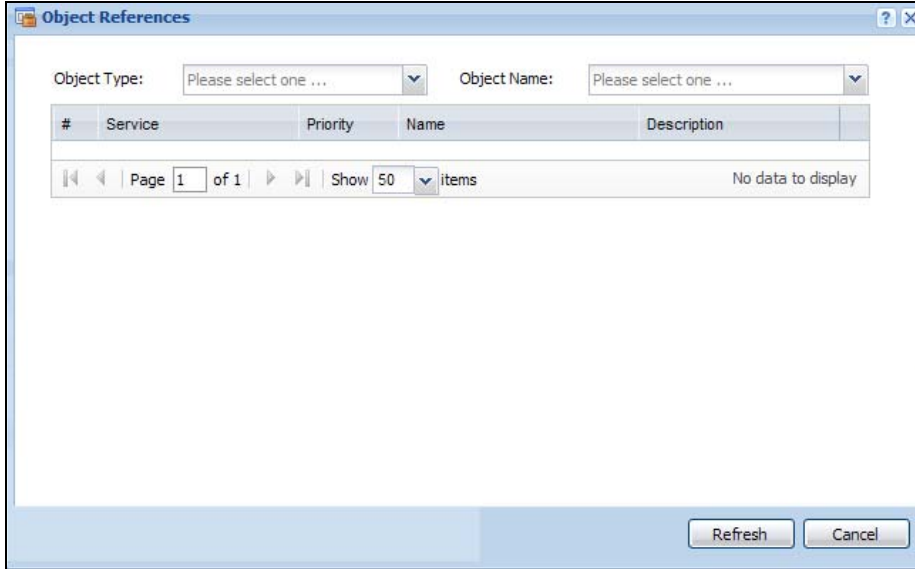 Object References
Object Type: Please select one ... Object Name: Please select one ...
# Service Priority Name Description
Page 1 of 1 Show 50 items No data to display
Refresh Cancel